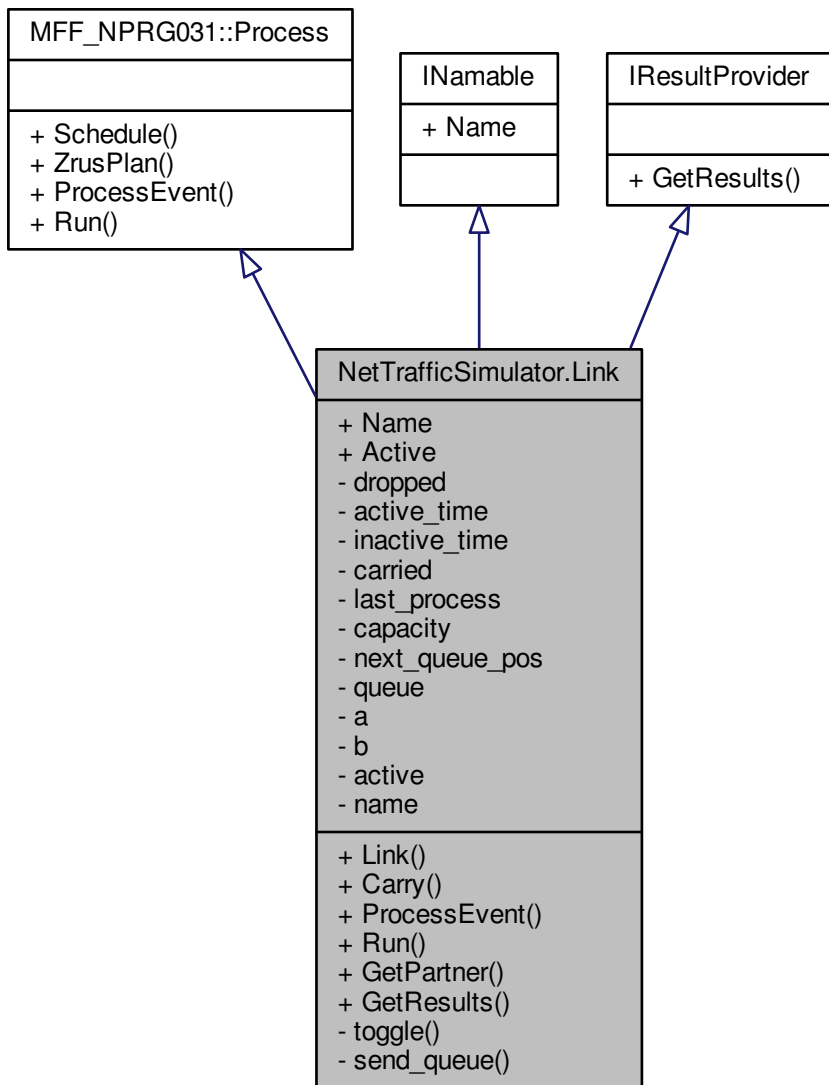 MFF_NPRG031::Process
+ Schedule()
+ ZrusPlan()
+ ProcessEvent()
+ Run()
INamable
+ Name
IResultProvider
+ GetResults()
NetTrafficSimulator.Link
+ Name
+ Active
- dropped
- active_time
- inactive_time
- carried
- last_process
- capacity
- next_queue_pos
- queue
- a
- b
- active
- name
+ Link()
+ Carry()
+ ProcessEvent()
+ Run()
+ GetPartner()
+ GetResults()
- toggle()
- send_queue()